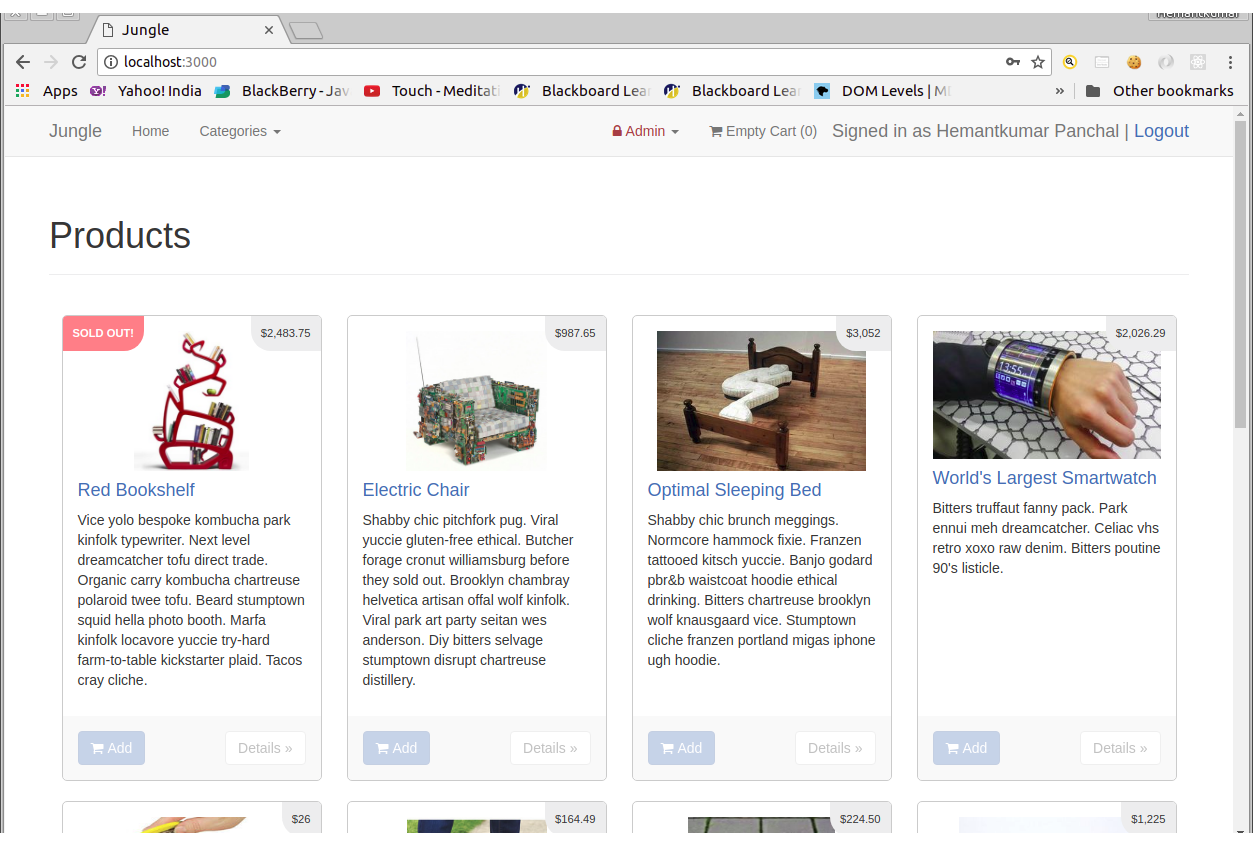 Hemantkumar
Jungle
localhost:3000
Apps Yahoo! India BlackBerry - Jav Touch - Meditati Blackboard Lear Blackboard Lear DOM Levels | M » Other bookmarks
Jungle Home Categories Admin Empty Cart (0) Signed in as Hemantkumar Panchal | Logout
Products
SOLD OUT!
$2,483.75
Red Bookshelf
Vice yolo bespoke kombucha park
kinfolk typewriter. Next level
dreamcatcher tofu direct trade.
Organic carry kombucha chartreuse
polaroid twee tofu. Beard stumptown
squid hella photo booth. Marfa
kinfolk locavore yuccie try-hard
farm-to-table kickstarter plaid. Tacos
cray cliche.
Add Details »
$987.65
Electric Chair
Shabby chic pitchfork pug. Viral
yuccie gluten-free ethical. Butcher
forage cronut williamsburg before
they sold out. Brooklyn chambray
helvetica artisan offal wolf kinfolk.
Viral park art party seitan wes
anderson. Diy bitters selvage
stumptown disrupt chartreuse
distillery.
Add Details »
$3,052
Optimal Sleeping Bed
Shabby chic brunch meggings.
Normcore hammock fixie. Franzen
tattooed kitsch yuccie. Banjo godard
pbr&b waistcoat hoodie ethical
drinking. Bitters chartreuse brooklyn
wolf knausgaard vice. Stumptown
cliche franzen portland migas iphone
ugh hoodie.
Add Details »
$2,026.29
13:55
World's Largest Smartwatch
Bitters truffaut fanny pack. Park
ennui meh dreamcatcher. Celiac vhs
retro xoxo raw denim. Bitters poutine
90's listicle.
Add Details »
$26
$164.49
$224.50
$1,225